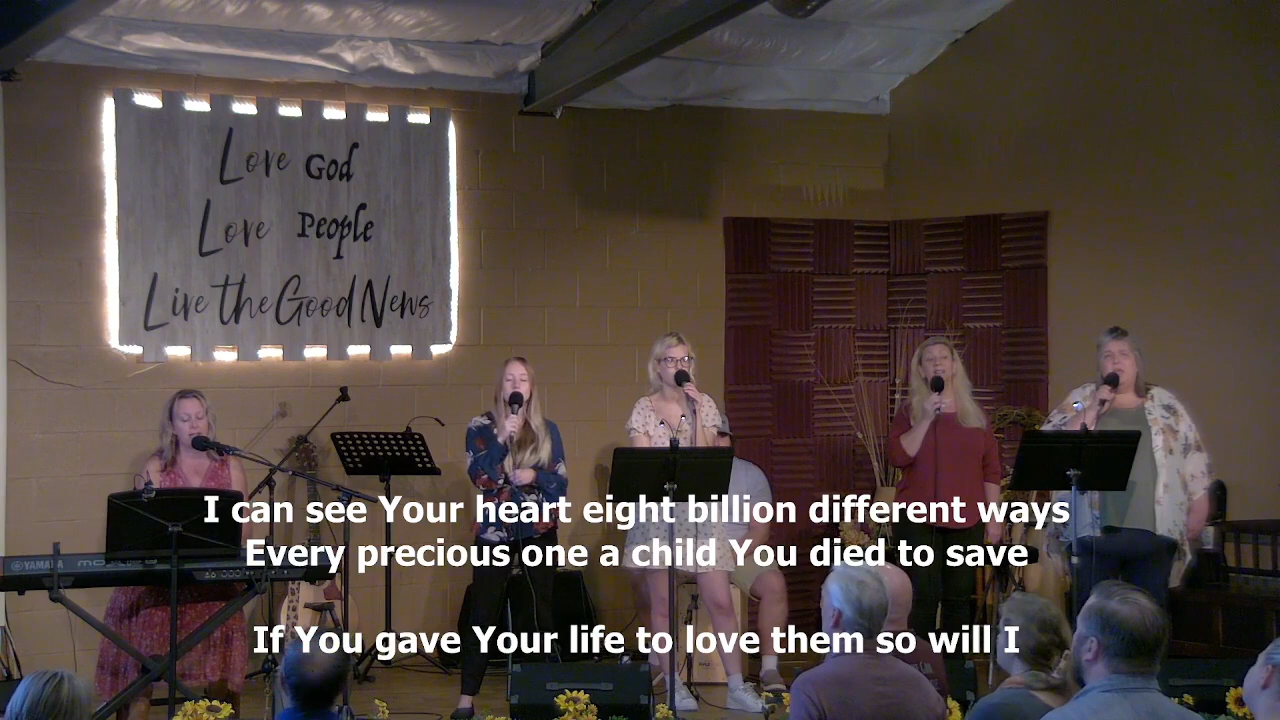 Love God
Love People
Live the Good News
YAMAHA
I can see Your heart eight billion different ways
Every precious one a child You died to save
If You gave Your life to love them so will I